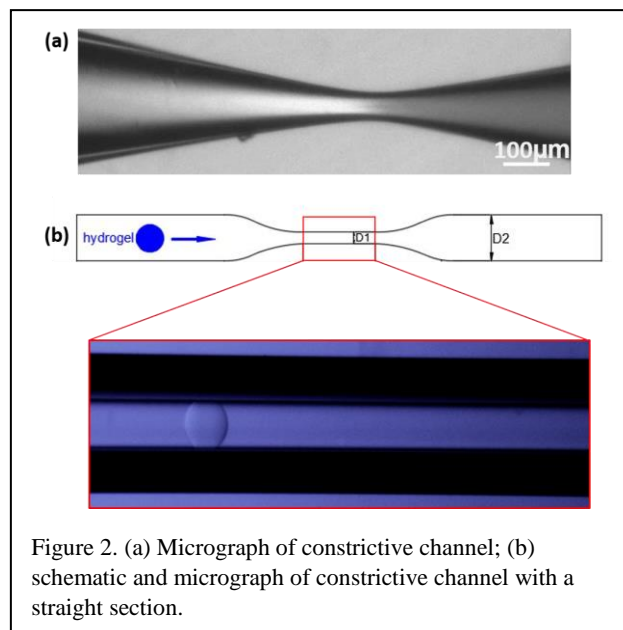 (a)
100μm
(b)
hydrogel
D1
D2
Figure 2. (a) Micrograph of constrictive channel; (b)
schematic and micrograph of constrictive channel with a
straight section.